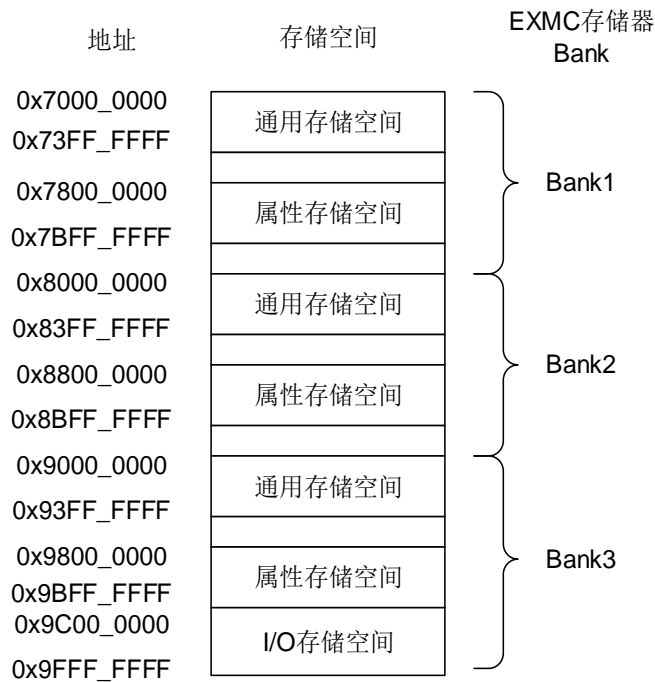 地址 存储空间 EXMC存储器
Bank
0x7000_0000
通用存储空间
0x73FF_FFFF
0x7800_0000
Bank1
属性存储空间
0x7BFF_FFFF
0x8000_0000
通用存储空间
0x83FF_FFFF
0x8800_0000
Bank2
属性存储空间
0x8BFF_FFFF
0x9000_0000
通用存储空间
0x93FF_FFFF
0x9800_0000
Bank3
属性存储空间
0x9BFF_FFFF
0x9C00_0000
I/O存储空间
0x9FFF_FFFF